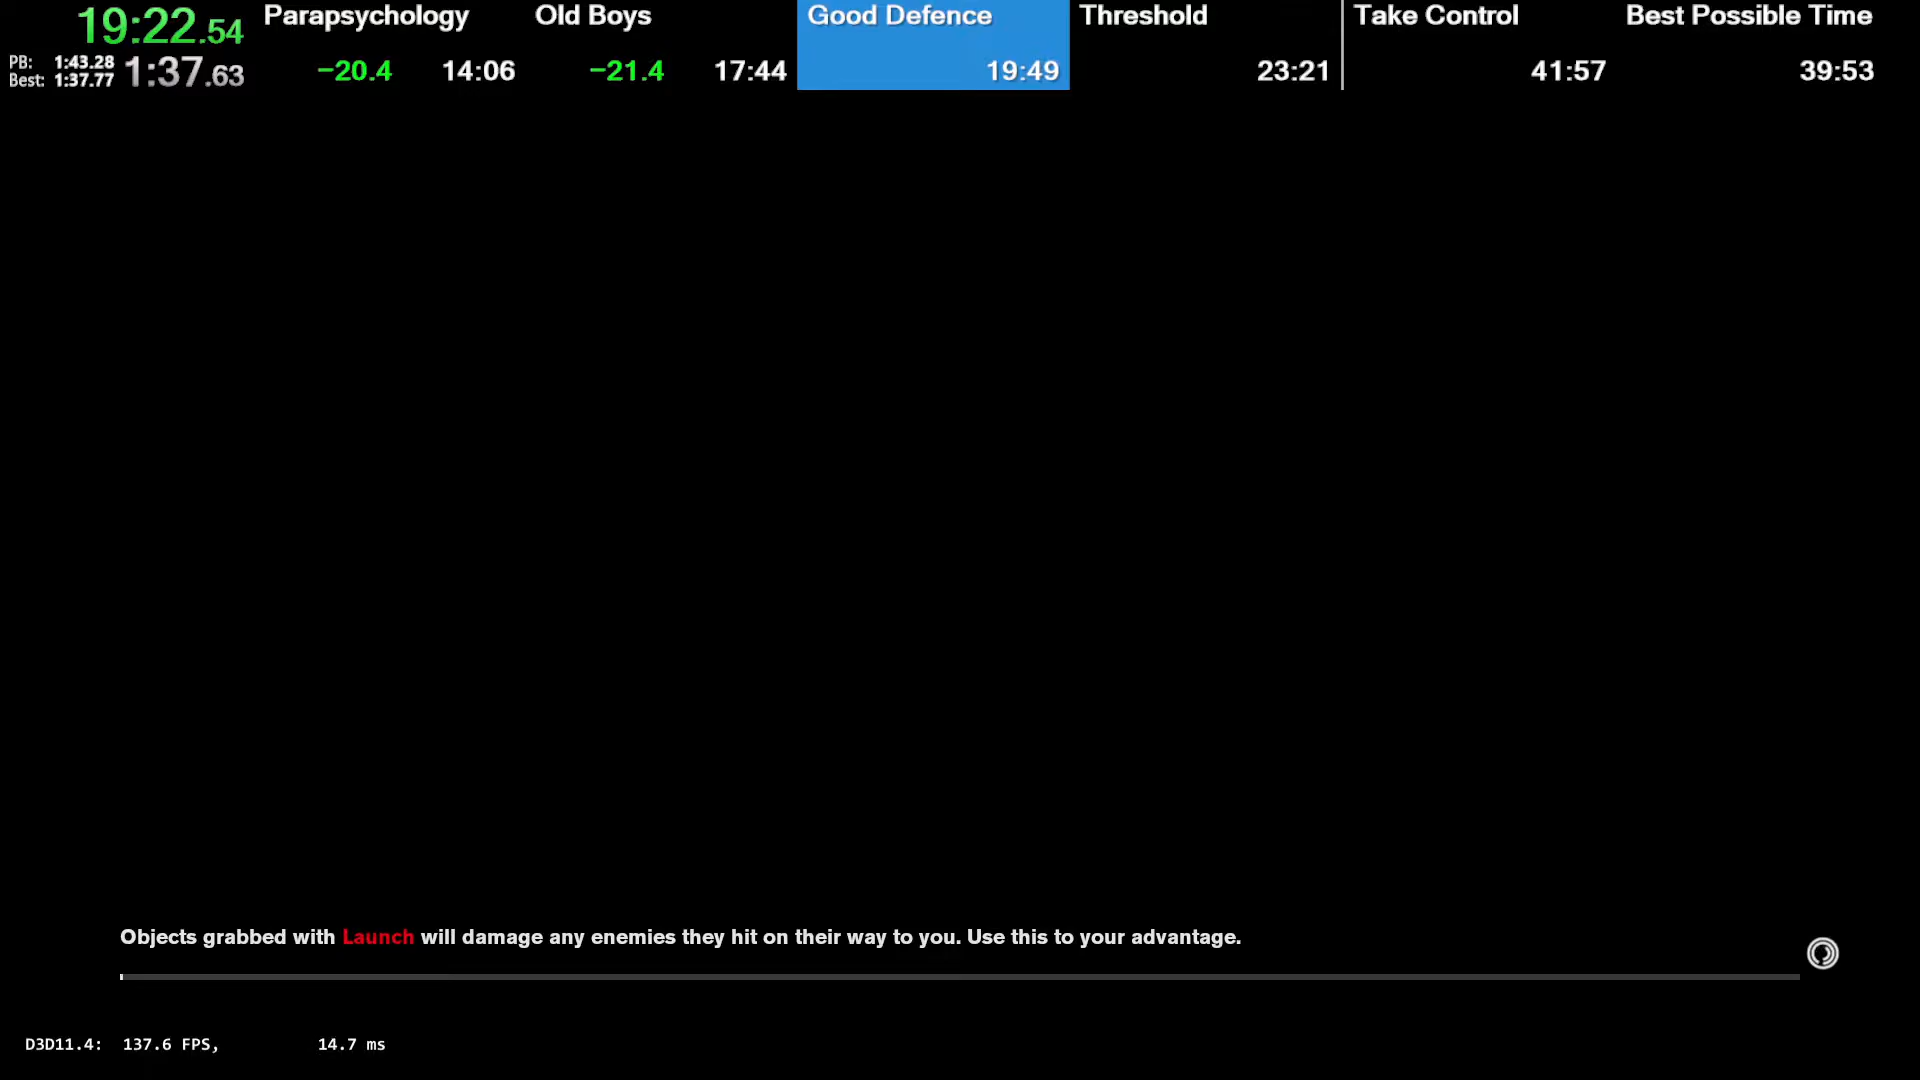 19:22.54
PB: 1:43.28
Best: 1:37.77
1:37.63
Parapsychology
−20.4 14:06
Old Boys
−21.4 17:44
Good Defence
19:49
Threshold
23:21
Take Control
41:57
Best Possible Time
39:53
Objects grabbed with Launch will damage any enemies they hit on their way to you. Use this to your advantage.
D3D11.4: 137.6 FPS, 14.7 ms